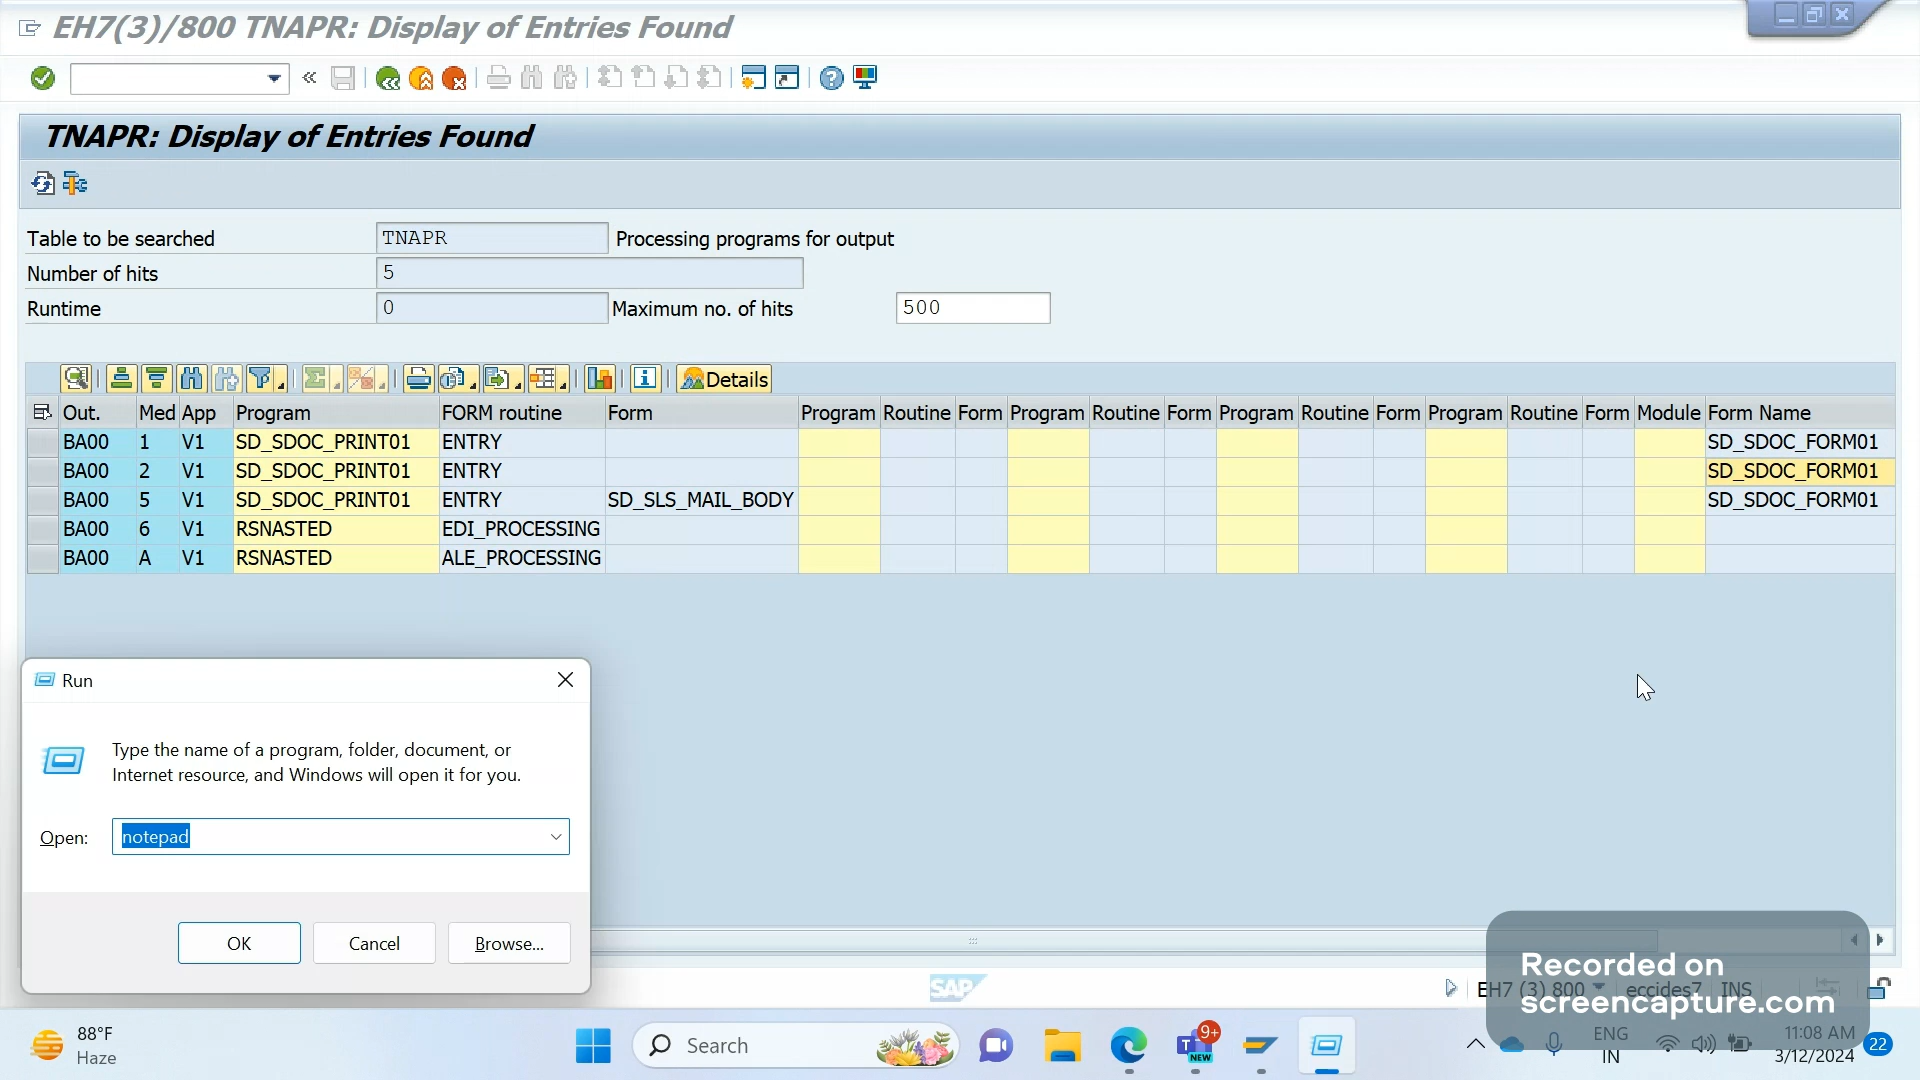 EH7(3)/800 TNAPR: Display of Entries Found
TNAPR: Display of Entries Found
Table to be searched TNAPR Processing programs for output
Number of hits 5
Runtime 0 Maximum no. of hits 500
Details
Out. Med App Program FORM routine Form Program Routine Form Program Routine Form Program Routine Form Program Routine Form Module Form Name
BA00 1 V1 SD_SDOC_PRINT01 ENTRY SD_SDOC_FORM01
BA00 2 V1 SD_SDOC_PRINT01 ENTRY SD_SDOC_FORM01
BA00 5 V1 SD_SDOC_PRINT01 ENTRY SD_SLS_MAIL_BODY SD_SDOC_FORM01
BA00 6 V1 RSNASTED EDI_PROCESSING
BA00 A V1 RSNASTED ALE_PROCESSING
Run
Type the name of a program, folder, document, or
Internet resource, and Windows will open it for you.
Open: notepad
OK Cancel Browse...
Recorded on
screencapture.com
SAP EH7 (3) 800 eccides7 INS
88°F
Haze
Search
9+
T
NEW
ENG
IN
11:08 AM
3/12/2024
22